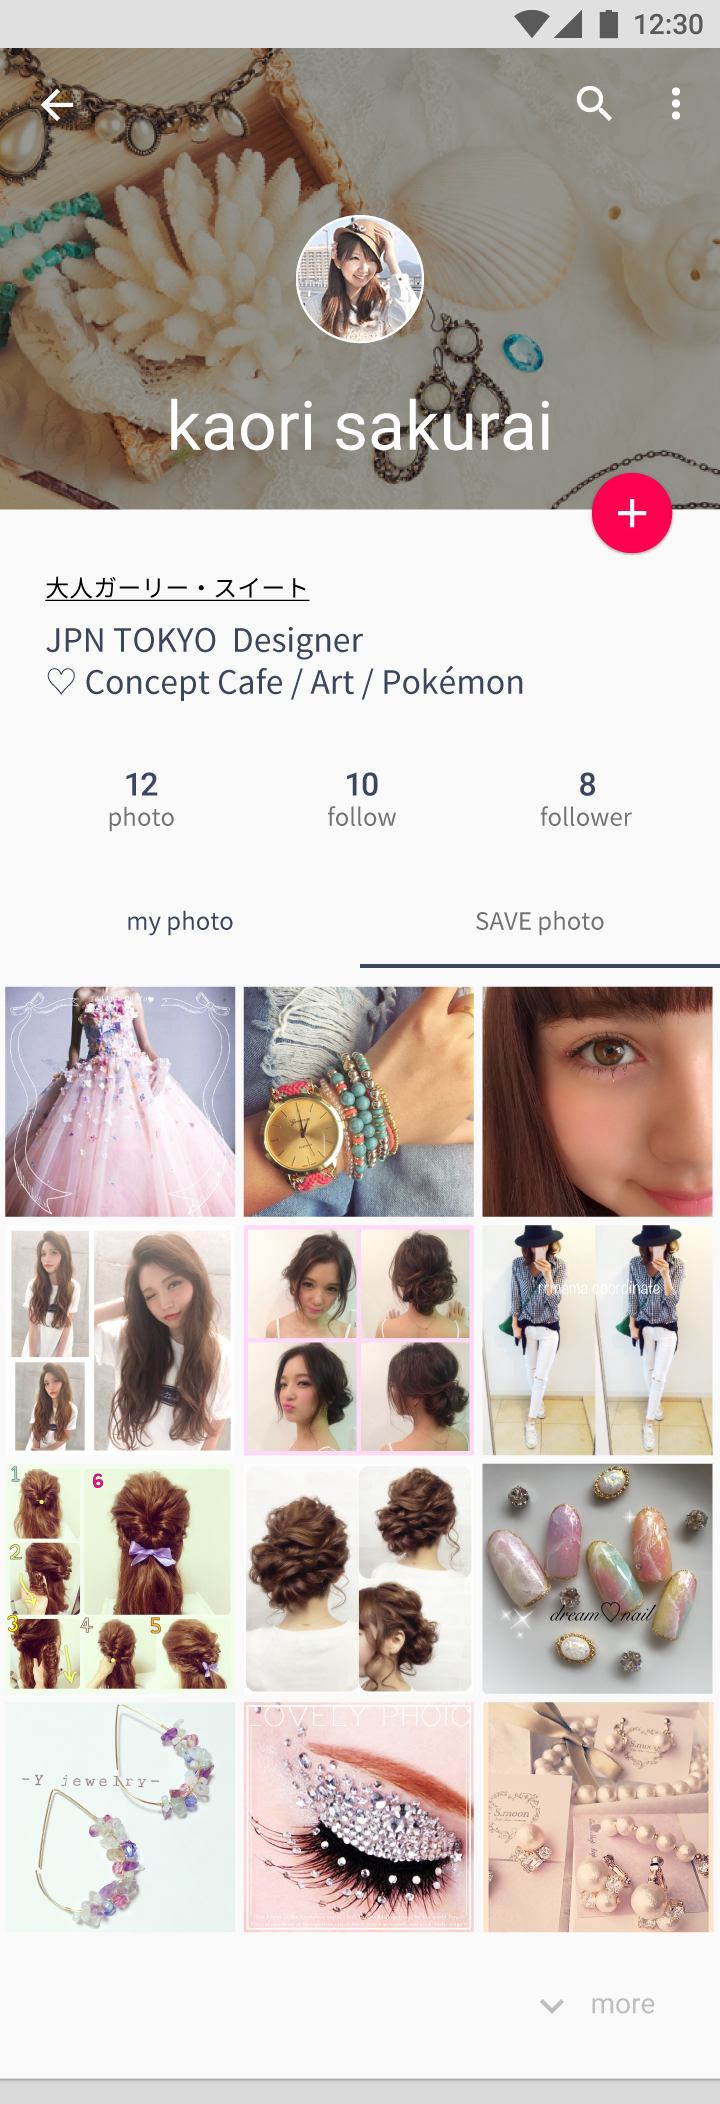 12:30
kaori sakurai
大人ガーリー・スイート
JPN TOKYO Designer
♡ Concept Cafe / Art / Pokémon
12 10 8
photo follow follower
my photo SAVE photo
mama coordinate
1
6
2
3 4 5
dream♡nail
-Y jewelry-
LOVELY PHOTO
S.moon
S.moon
more